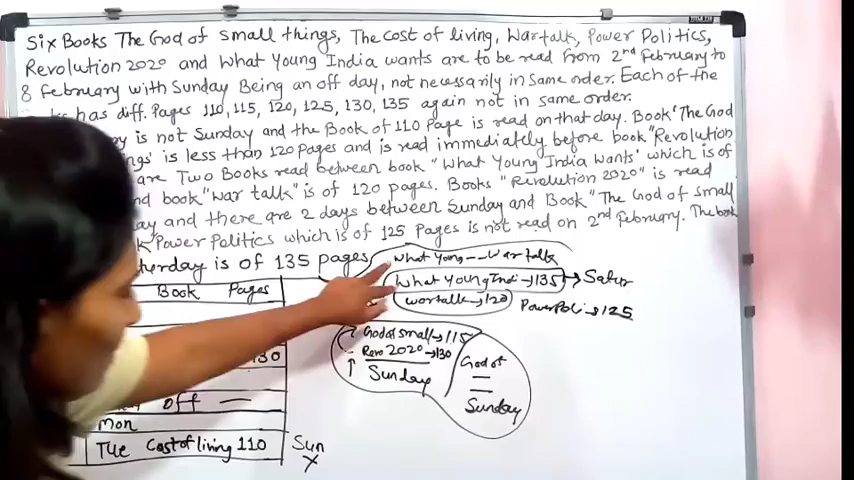 Six Books The God of small things, The cost of living, War talk, Power Politics,
Revolution 2020 and What Young India wants are to be read from 2nd February to
8 February with Sunday Being an off day, not necessarily in same order. Each of the
has diff. Pages 110, 115, 120, 125, 130, 135 again not in same order.
is not Sunday and the Book of 110 Page is read on that day. Book "The God
is less than 120 pages and is read immediately before book "Revolution
are Two Books read between book "What Young India Wants" which is of
book "War talk" is of 120 pages. Books "Revolution 2020" is read
and there are 2 days between Sunday and Book "The God of small
"Power Politics which is of 125 Pages is not read on 2nd February. The book
is of 135 pages
What Young -- War talk
What Young Indi → 135 → Satur
wartalk → 120
Power Poli → 125
Book Pages
God of small → 115
Revo 2020 → 130
Sunday
God of
Sunday
30
off —
Mon
Tue Cost of living 110
Sun
X